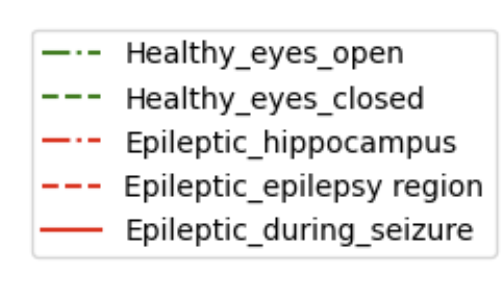 Healthy_eyes_open
Healthy_eyes_closed
Epileptic_hippocampus
Epileptic_epilepsy region
Epileptic_during_seizure